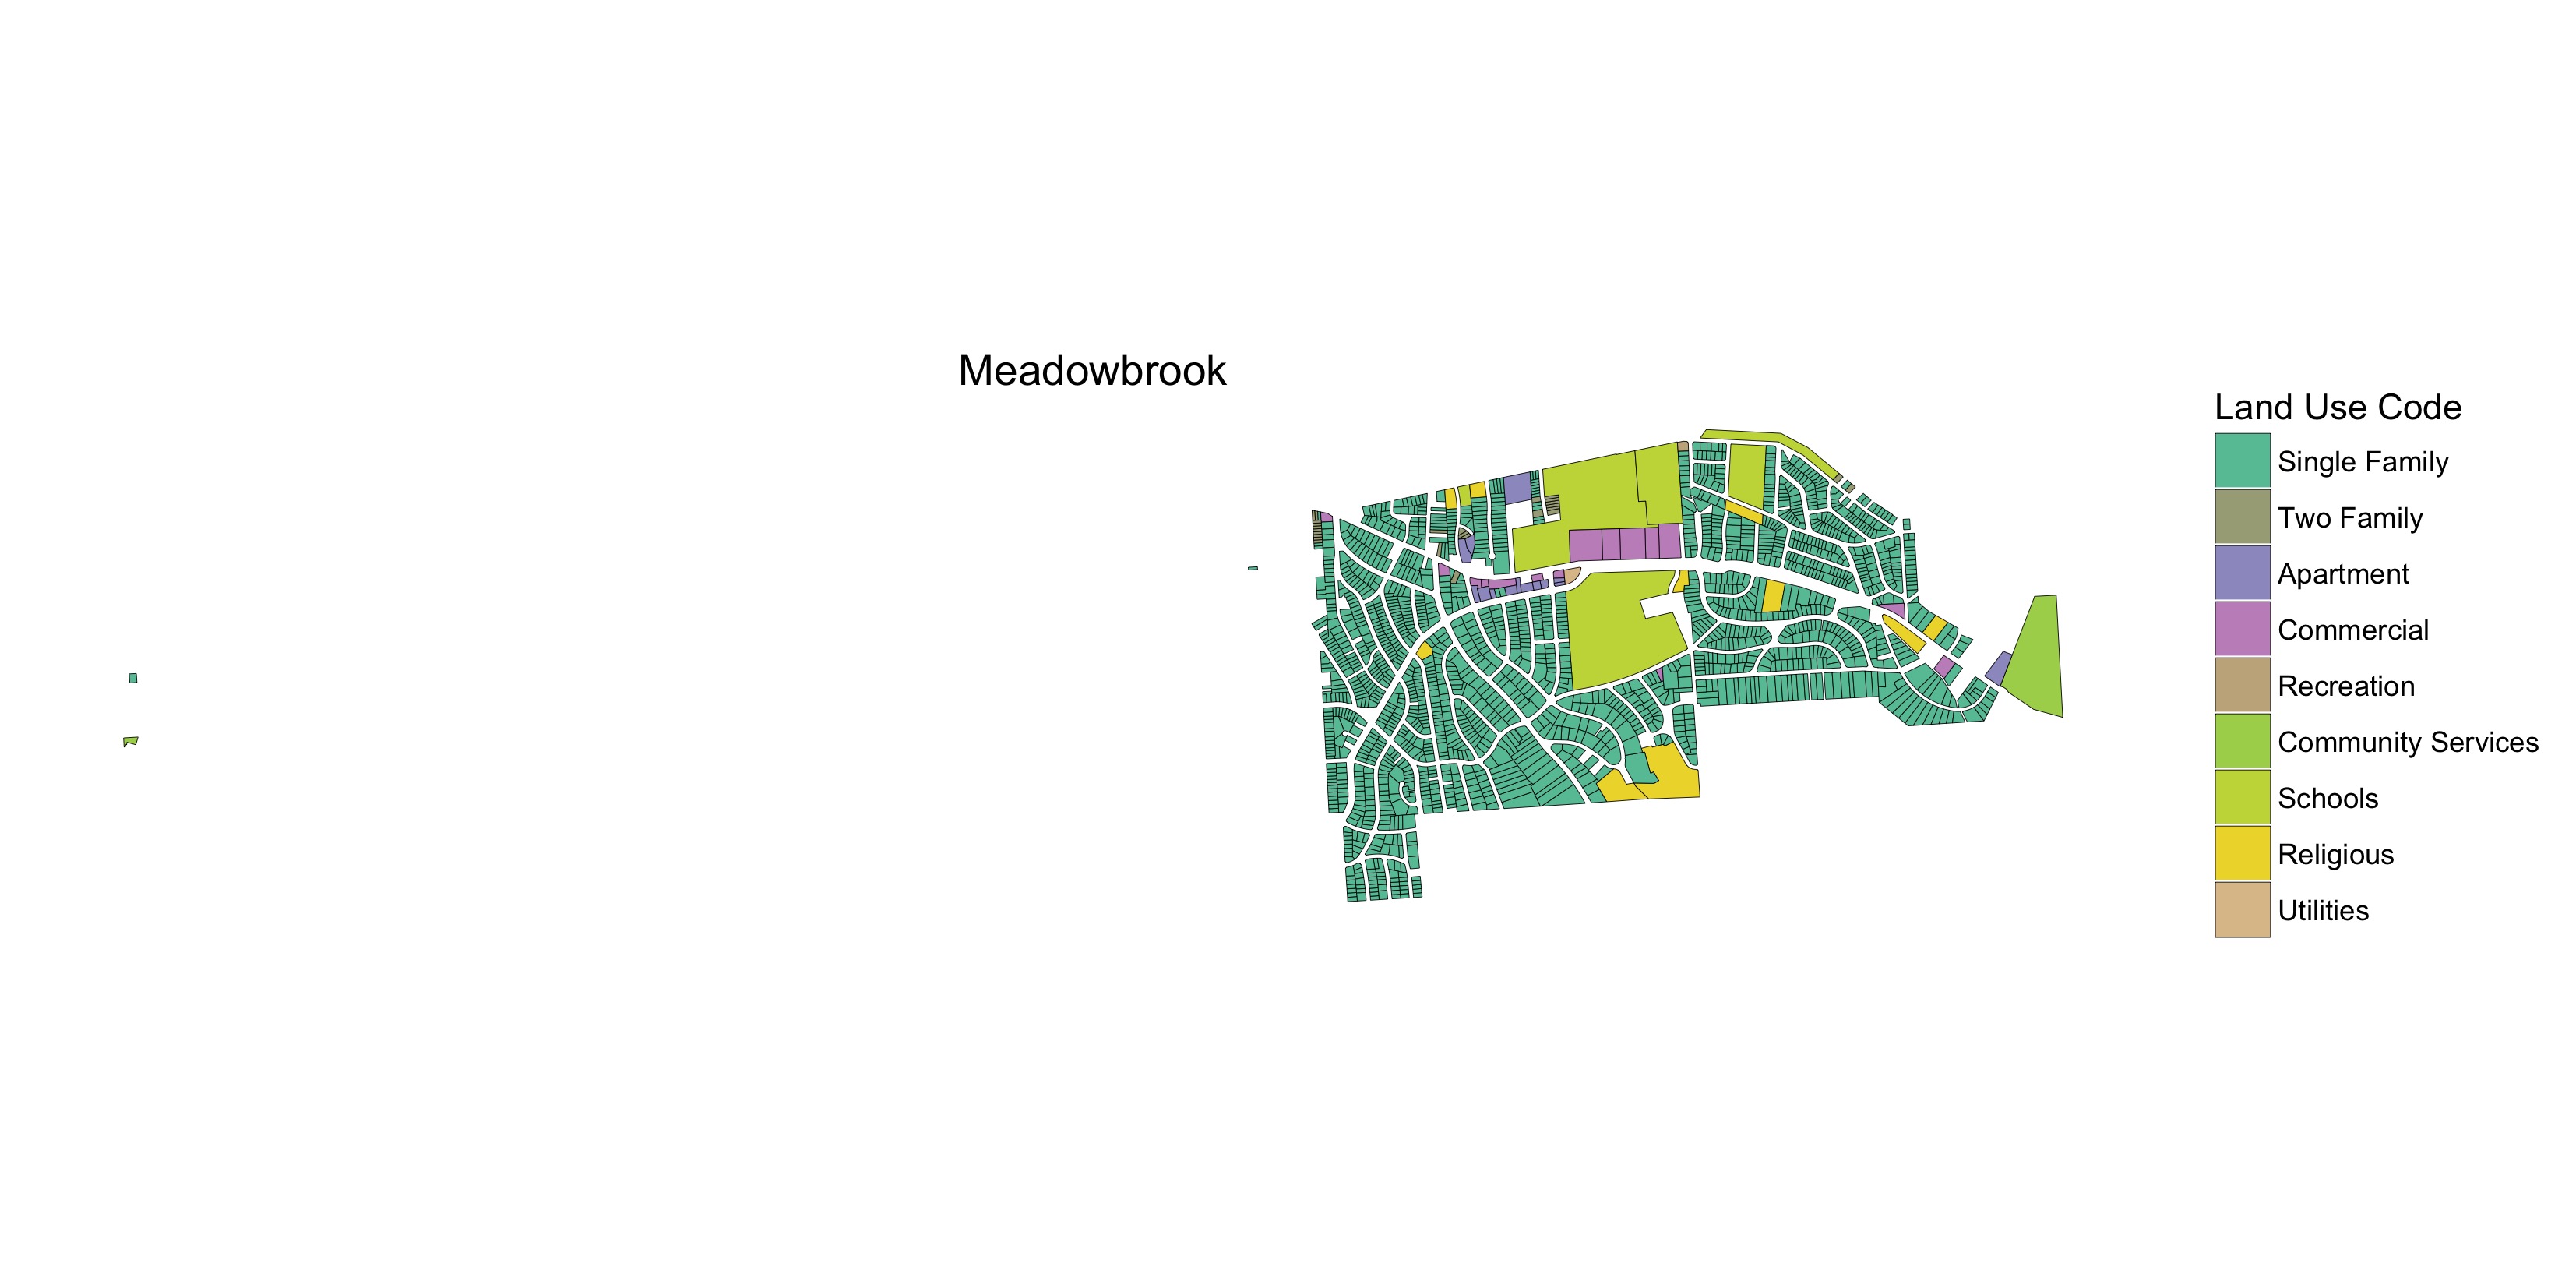 Meadowbrook
Land Use Code
Single Family
Two Family
Apartment
Commercial
Recreation
Community Services
Schools
Religious
Utilities